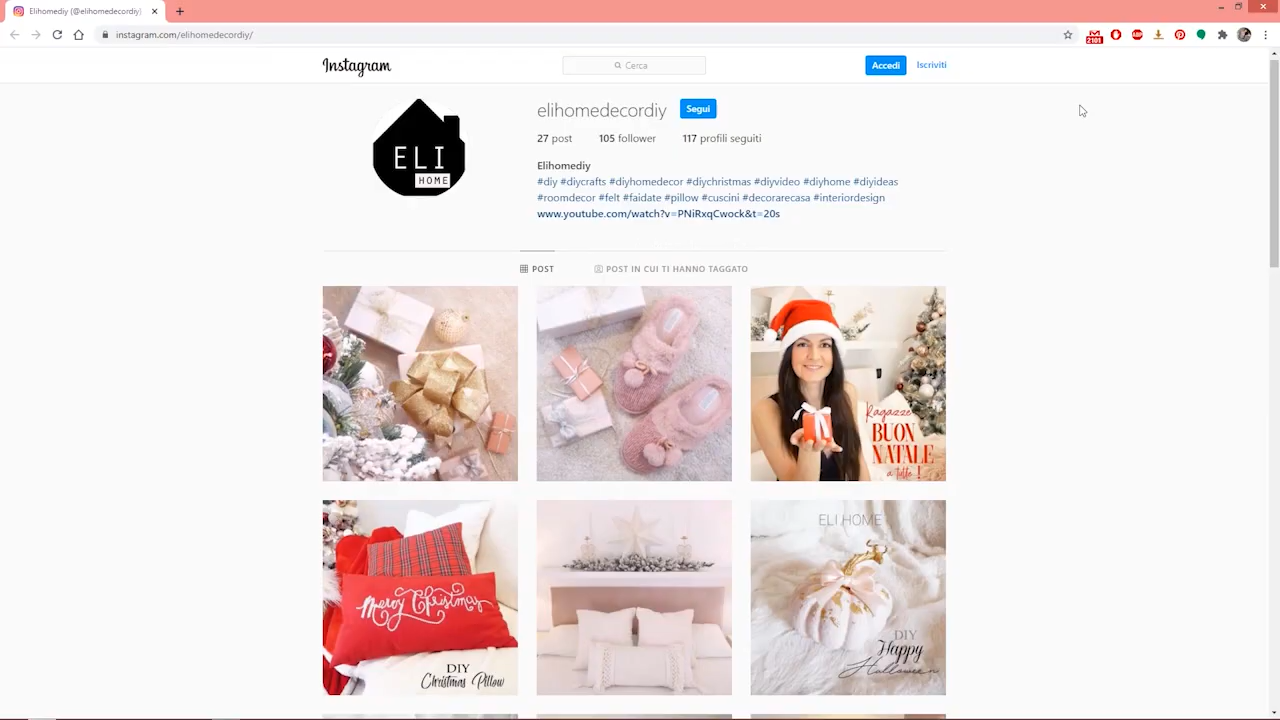 Elihomediy (@elihomedecordiy)
instagram.com/elihomedecordiy/
2101
ABP
Instagram
Cerca
Accedi
Iscriviti
ELI
HOME
elihomedecordiy
Segui
27 post 105 follower 117 profili seguiti
Elihomediy
#diy #diycrafts #diyhomedecor #diychristmas #diyvideo #diyhome #diyideas
#roomdecor #felt #faidate #pillow #cuscini #decorarecasa #interiordesign
www.youtube.com/watch?v=PNiRxqCwock&t=20s
POST
POST IN CUI TI HANNO TAGGATO
Ragazze
BUON
NATALE
a tutte!
Merry Christmas
DIY
Christmas Pillow
ELI HOME
DIY
Happy
Halloween